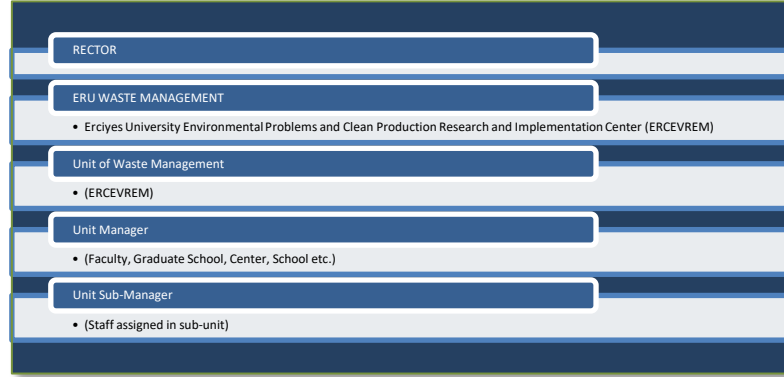 RECTOR
ERU WASTE MANAGEMENT
• Erciyes University Environmental Problems and Clean Production Research and Implementation Center (ERCEVREM)
Unit of Waste Management
• (ERCEVREM)
Unit Manager
• (Faculty, Graduate School, Center, School etc.)
Unit Sub-Manager
• (Staff assigned in sub-unit)